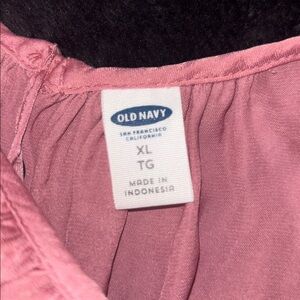 OLD NAVY
SAN FRANCISCO
CALIFORNIA
XL
TG
MADE IN
INDONESIA